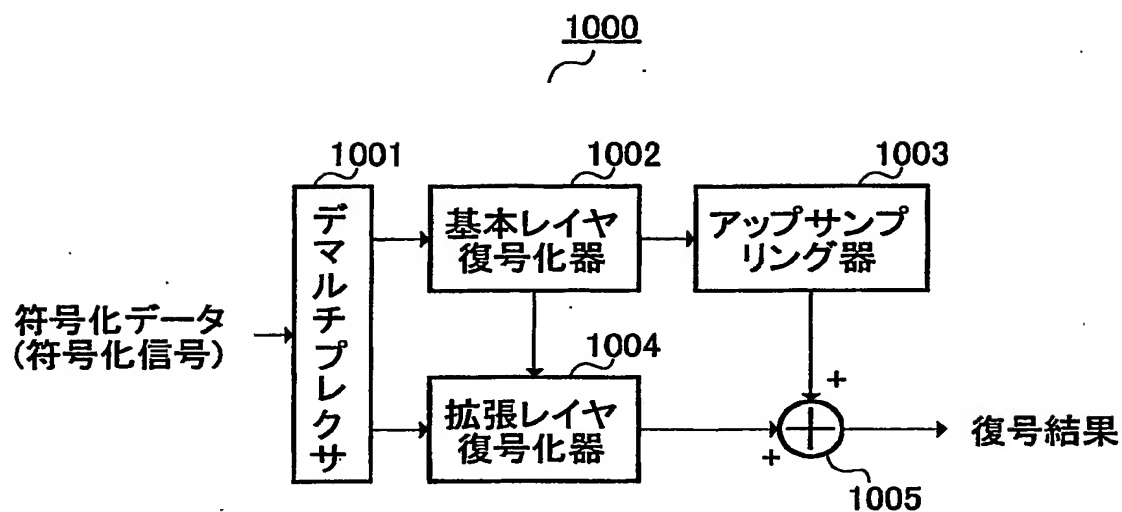 1000
1001
1002
1003
デマルチプレクサ
基本レイヤ
復号化器
アップサンプ
リング器
符号化データ
(符号化信号)
1004
拡張レイヤ
復号化器
+
+
復号結果
1005